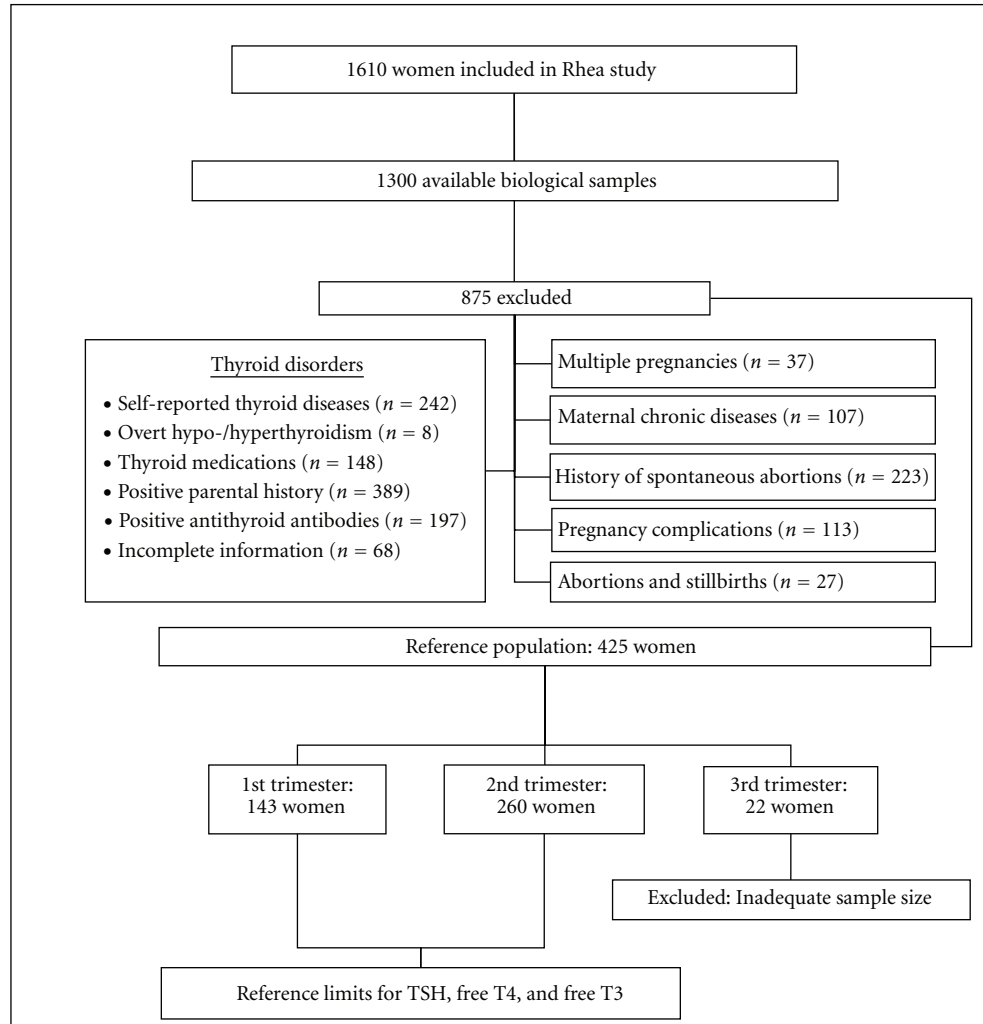 1610 women included in Rhea study
1300 available biological samples
875 excluded
Thyroid disorders
• Self-reported thyroid diseases (n = 242)
• Overt hypo-/hyperthyroidism (n = 8)
• Thyroid medications (n = 148)
• Positive parental history (n = 389)
• Positive antithyroid antibodies (n = 197)
• Incomplete information (n = 68)
Multiple pregnancies (n = 37)
Maternal chronic diseases (n = 107)
History of spontaneous abortions (n = 223)
Pregnancy complications (n = 113)
Abortions and stillbirths (n = 27)
Reference population: 425 women
1st trimester:
143 women
2nd trimester:
260 women
3rd trimester:
22 women
Excluded: Inadequate sample size
Reference limits for TSH, free T4, and free T3